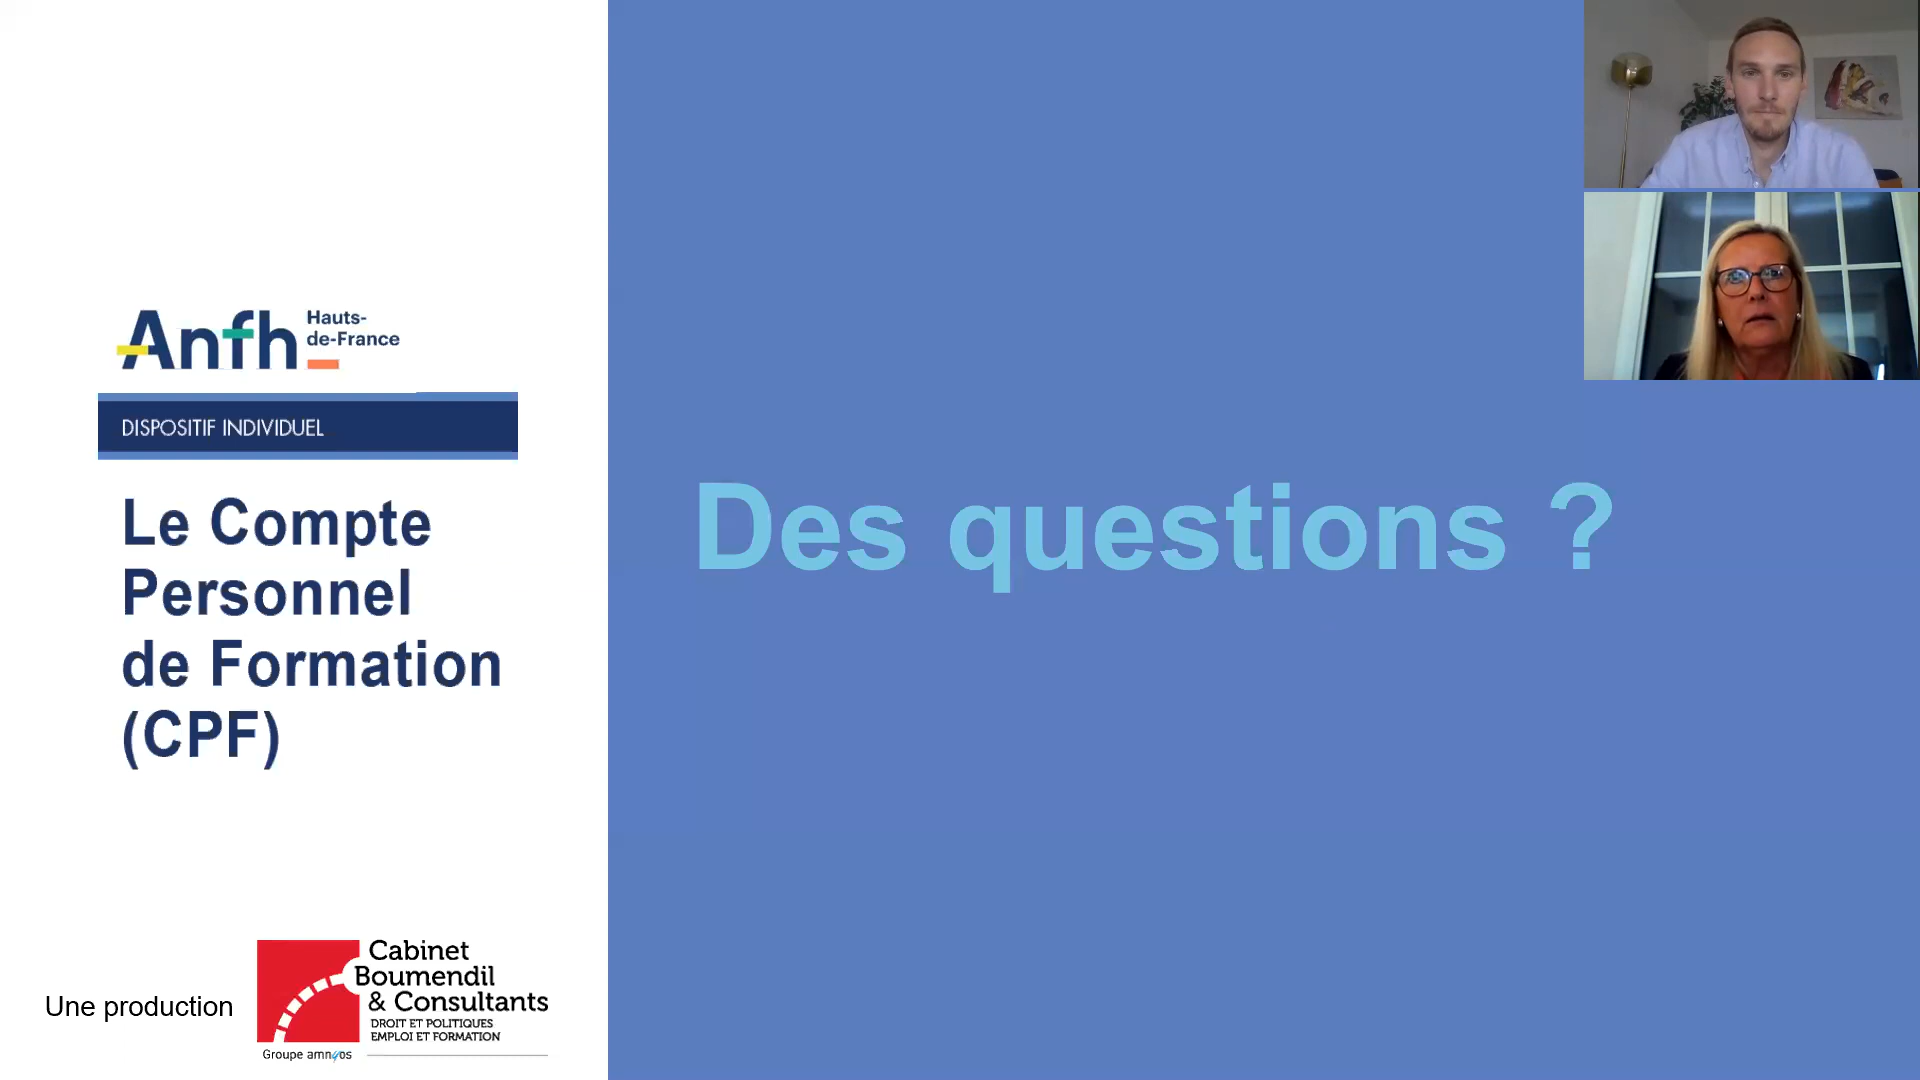 Anfh
Hauts-
de-France
DISPOSITIF INDIVIDUEL
Le Compte
Personnel
de Formation
(CPF)
Des questions ?
Une production
Cabinet
Boumendil
& Consultants
DROIT ET POLITIQUES
EMPLOI ET FORMATION
Groupe amnyos